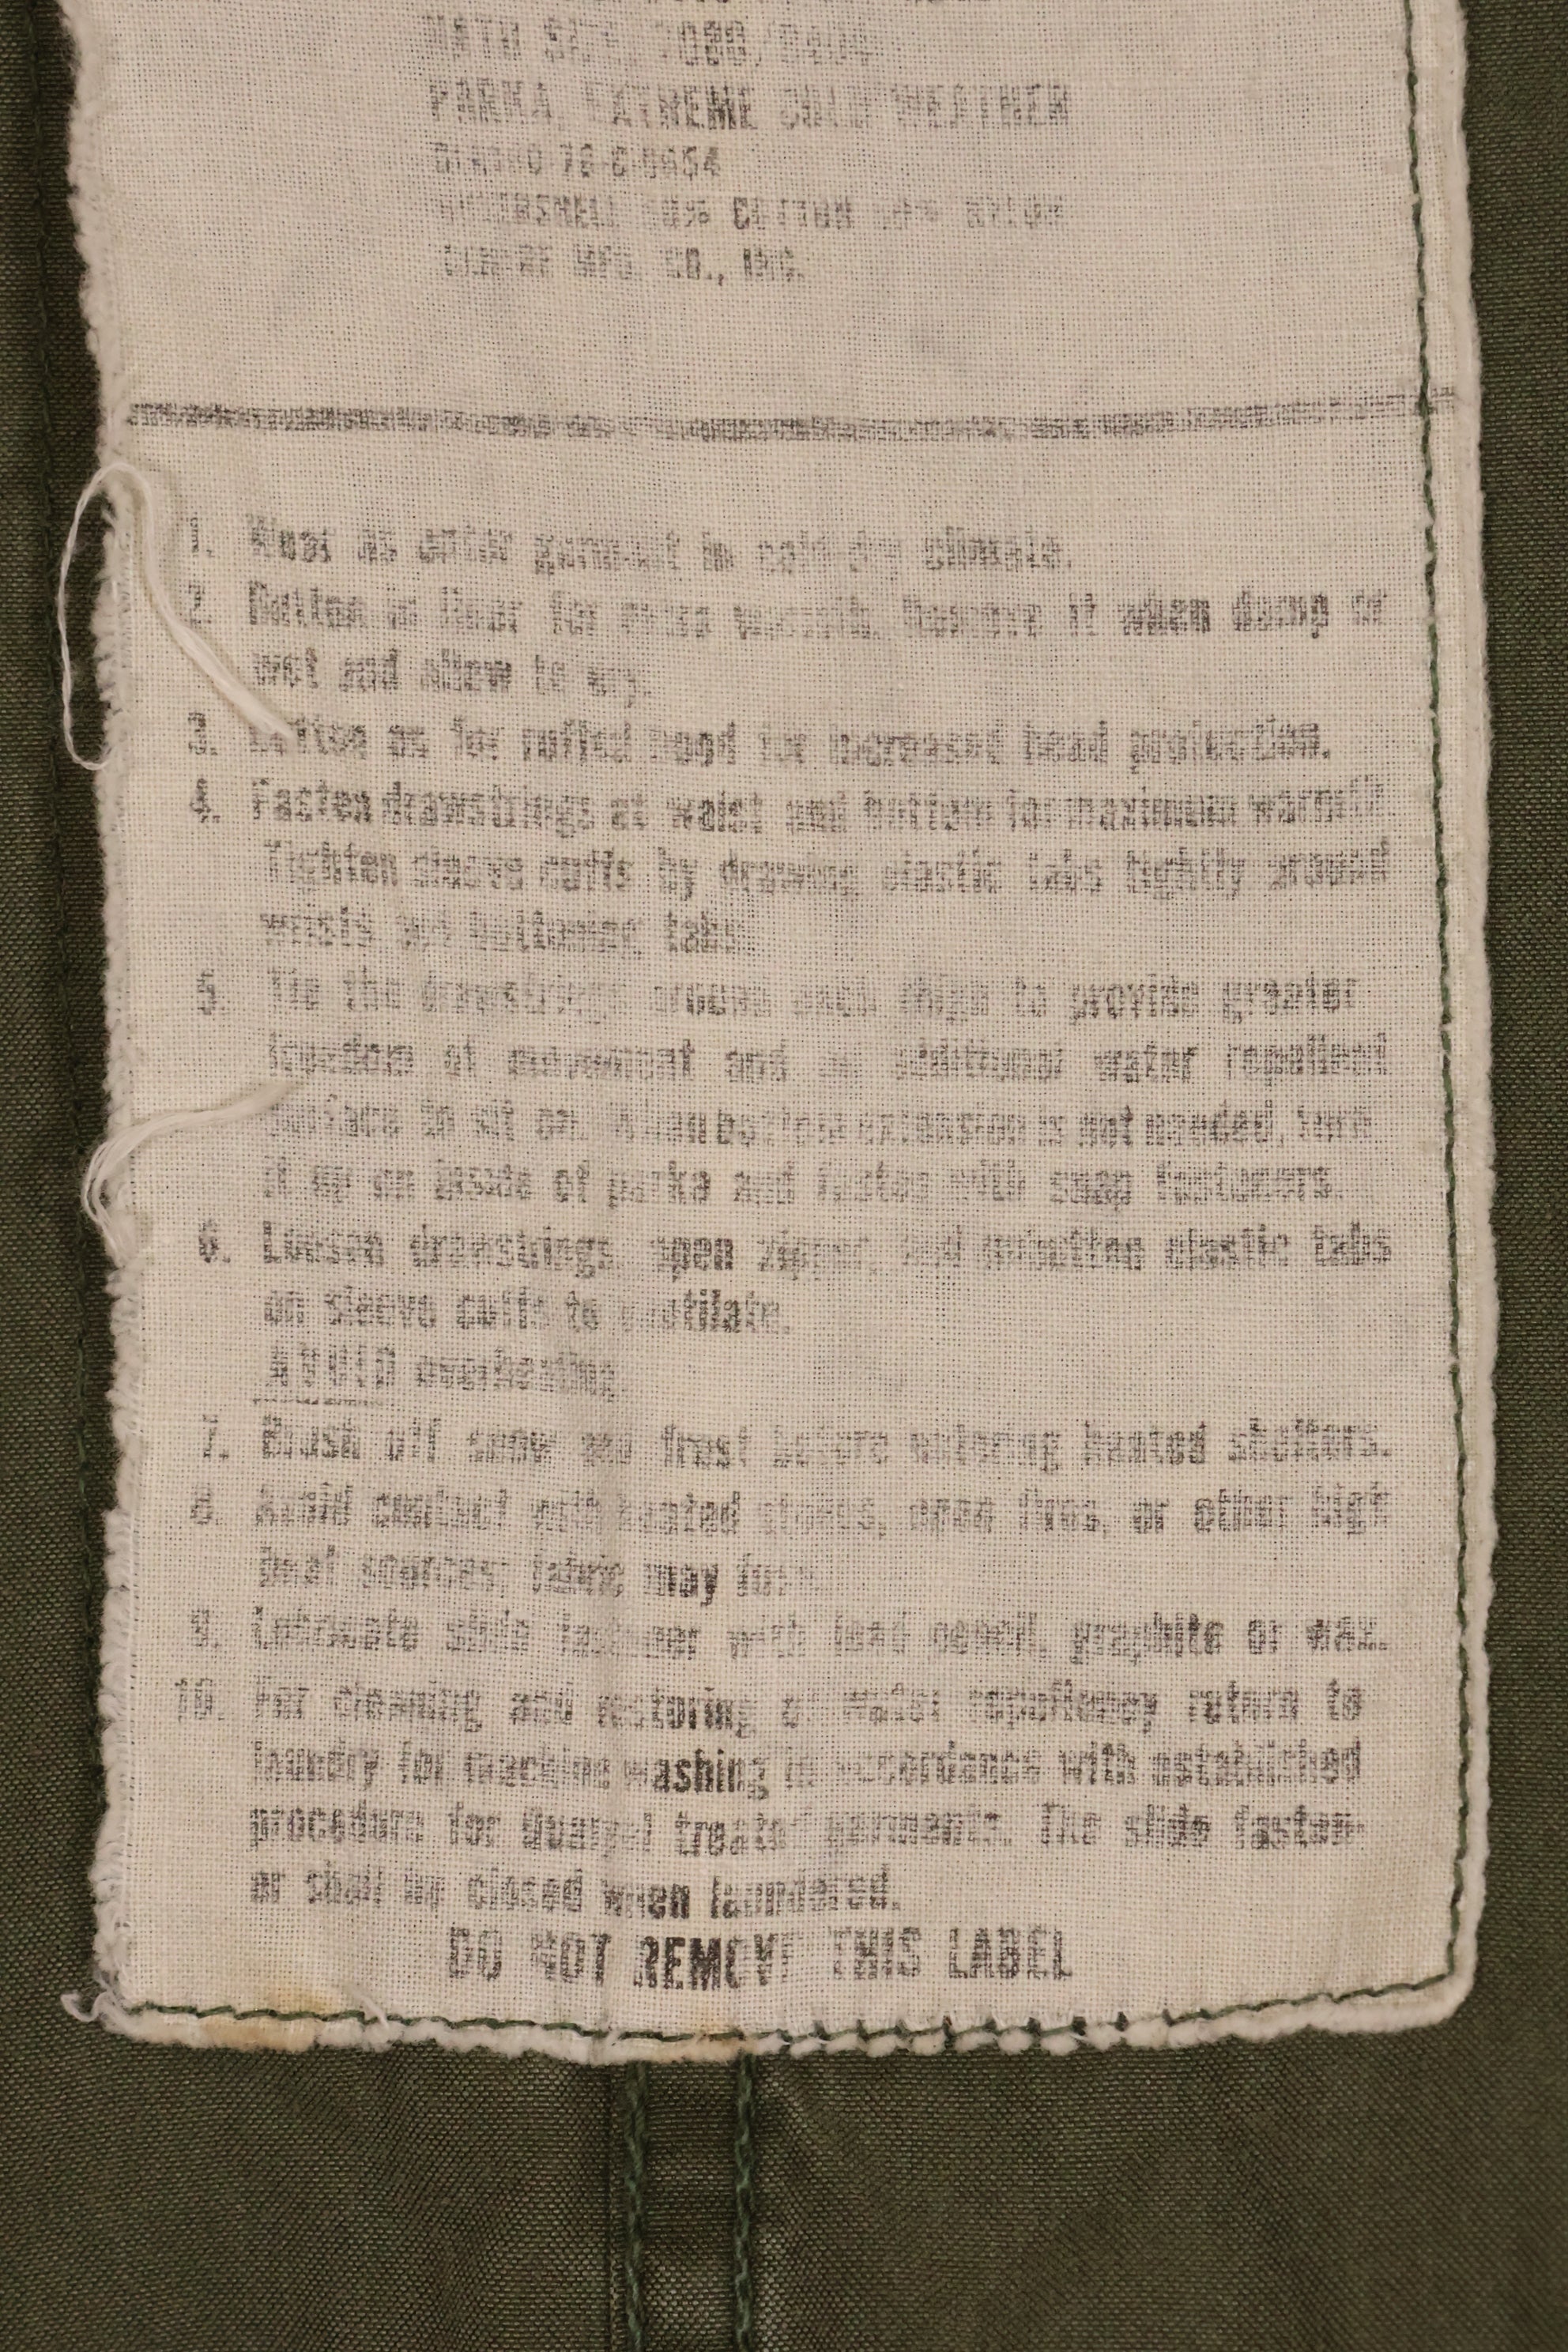 NATO SIZE: 7080/9404
PARKA, EXTREME COLD WEATHER
COTTON NYLON
MFG. CO., INC.
1. Wear as outer garment in cold-dry climate.
2. Button in liner for extra warmth. Remove it when damp or
wet and allow to dry.
3. Button on fur ruffed hood for increased head protection.
4. Fasten drawstrings at waist and bottom for maximum warmth.
Tighten sleeve cuffs by drawing elastic tabs tightly around
wrists and buttoning tabs.
5. Tie the drawstrings around each thigh to provide greater
freedom of movement and an additional water repellent
surface to sit on. When bottom extension is not needed, turn
it up on inside of parka and fasten with snap fasteners.
6. Loosen drawstrings, open zipper, and unbutton elastic tabs
on sleeve cuffs to ventilate.
AVOID overheating.
7. Brush off snow and frost before entering heated shelters.
8. Avoid contact with heated stoves, open fires, or other high
heat sources; fabric may
9. Lubricate slide fastener with lead pencil, graphite or wax.
10. For cleaning and restoring of water repellency return to
laundry for machine washing in accordance with established
procedure for Quarpel treated garments. The slide fasten-
er shall by closed when laundered.
DO NOT REMOVE THIS LABEL